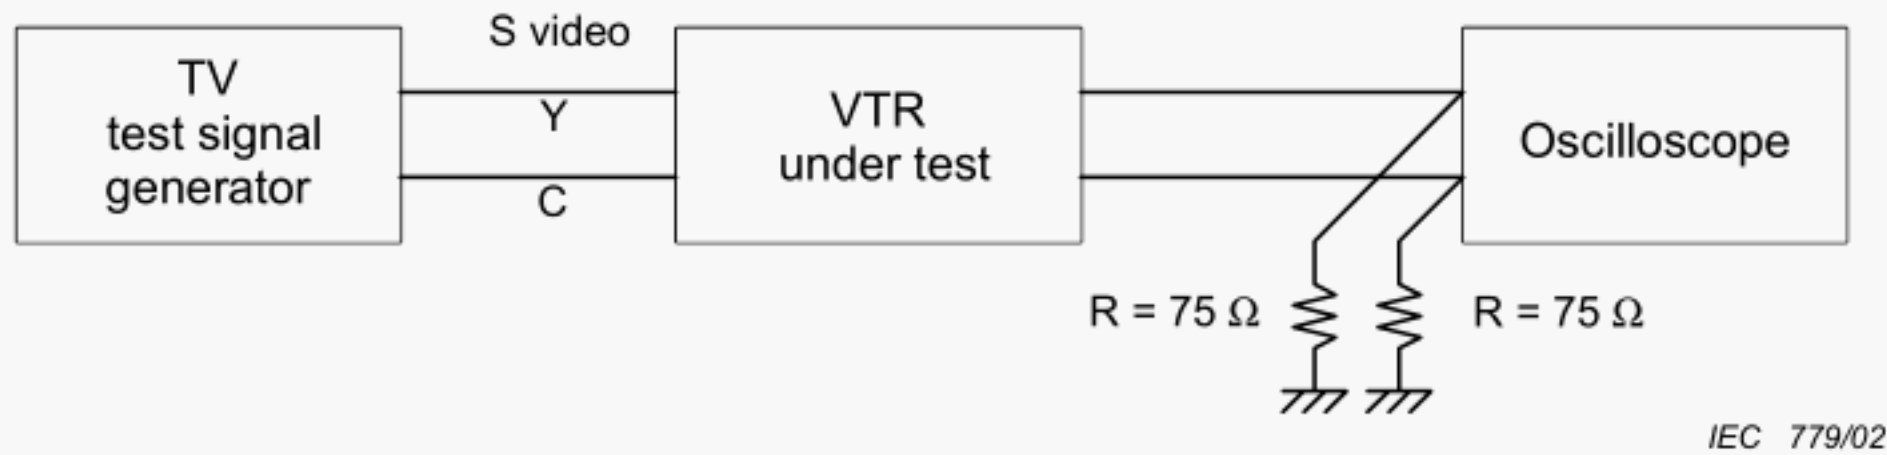 S video
TV
test signal
generator
Y
C
VTR
under test
Oscilloscope
R = 75 Ω
R = 75 Ω
IEC 779/02